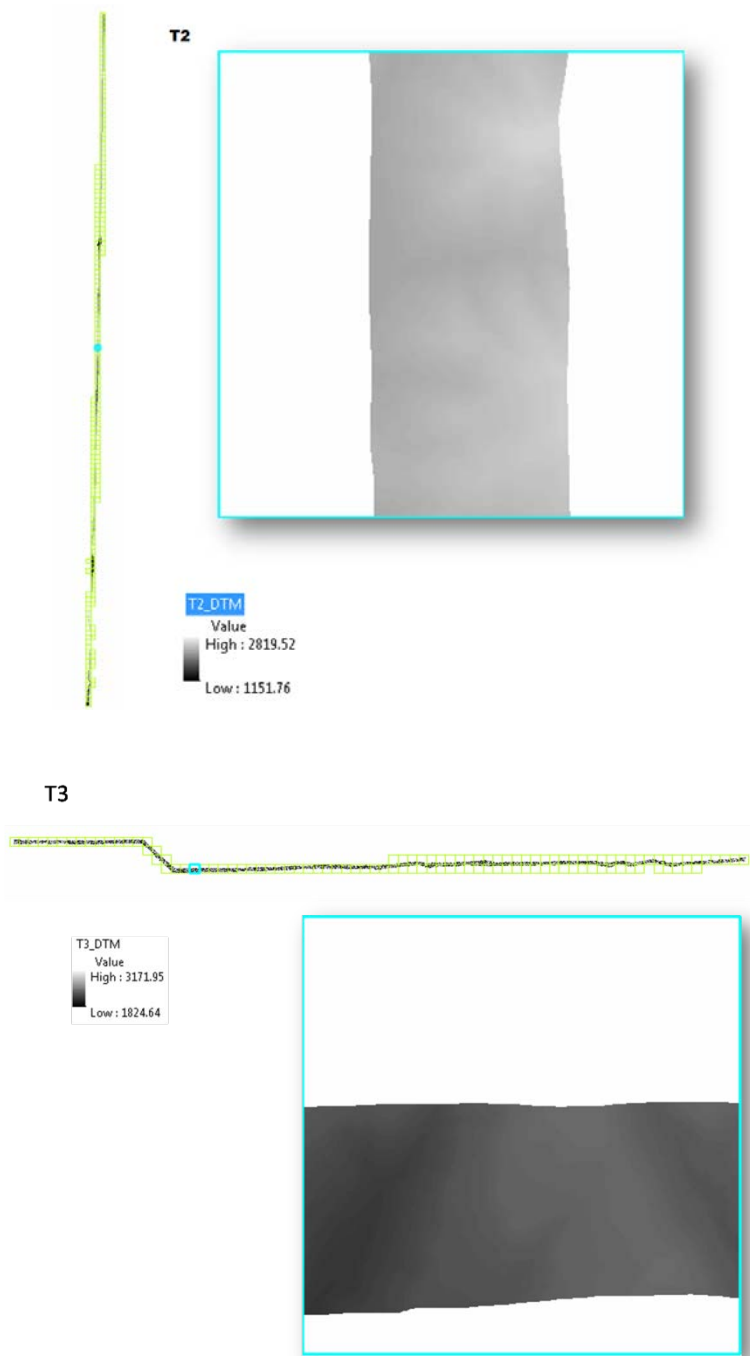 T2
T2_DTM
Value
High : 2819.52
Low : 1151.76
T3
T3_DTM
Value
High : 3171.95
Low : 1824.64